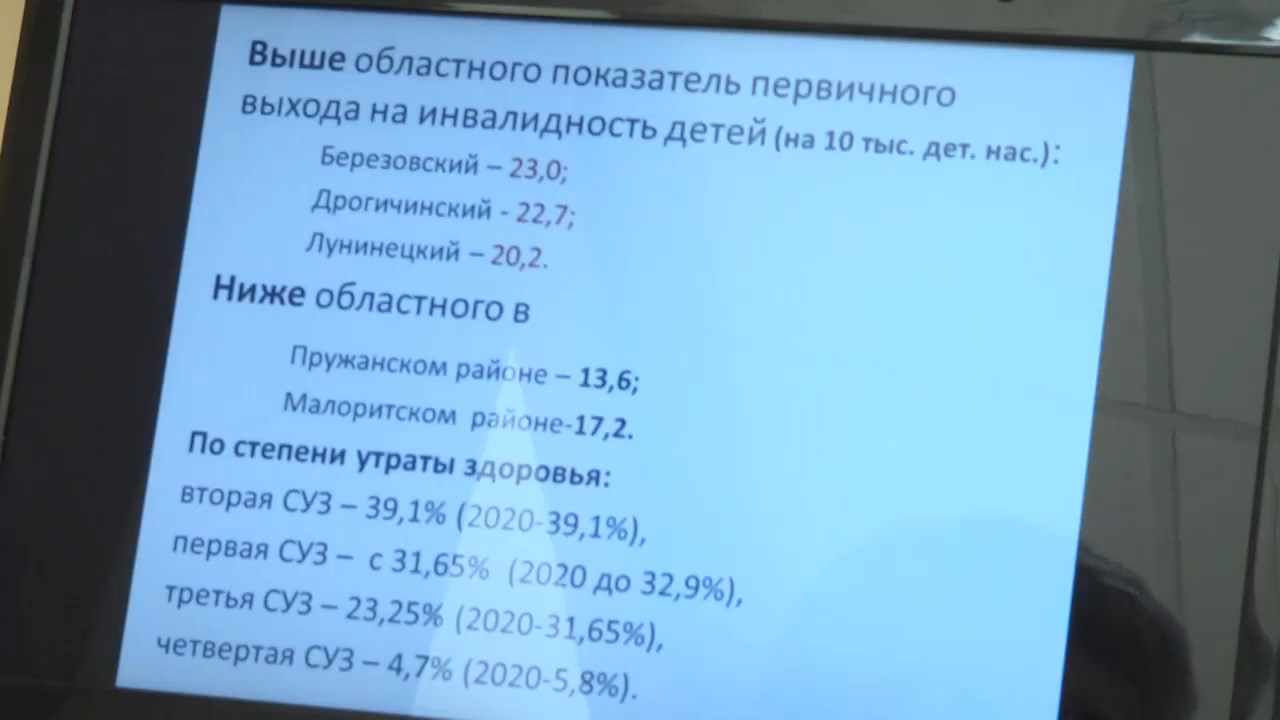 Выше областного показатель первичного
выхода на инвалидность детей (на 10 тыс. дет. нас.):
Березовский – 23,0;
Дрогичинский - 22,7;
Лунинецкий – 20,2.
Ниже областного в
Пружанском районе – 13,6;
Малоритском районе-17,2.
По степени утраты здоровья:
вторая СУЗ – 39,1% (2020-39,1%),
первая СУЗ – с 31,65% (2020 до 32,9%),
третья СУЗ – 23,25% (2020-31,65%),
четвертая СУЗ – 4,7% (2020-5,8%).